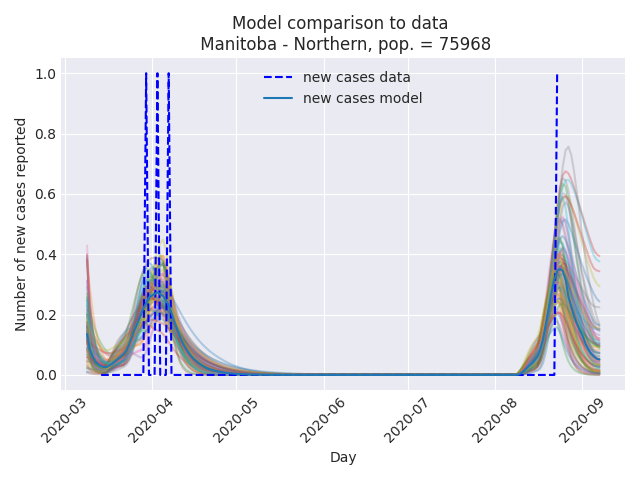 Model comparison to data
Manitoba - Northern, pop. = 75968
new cases data
new cases model
Number of new cases reported
1.0
0.8
0.6
0.4
0.2
0.0
2020-03
2020-04
2020-05
2020-06
2020-07
2020-08
2020-09
Day